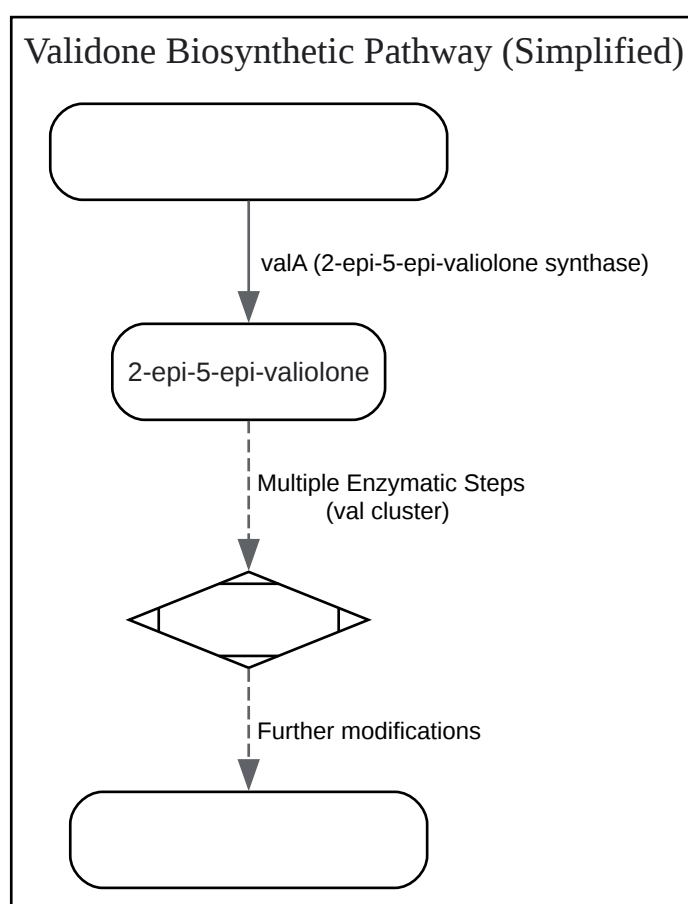 Validone Biosynthetic Pathway (Simplified)
valA (2-epi-5-epi-valiolone synthase)
2-epi-5-epi-valiolone
Multiple Enzymatic Steps
(val cluster)
Further modifications